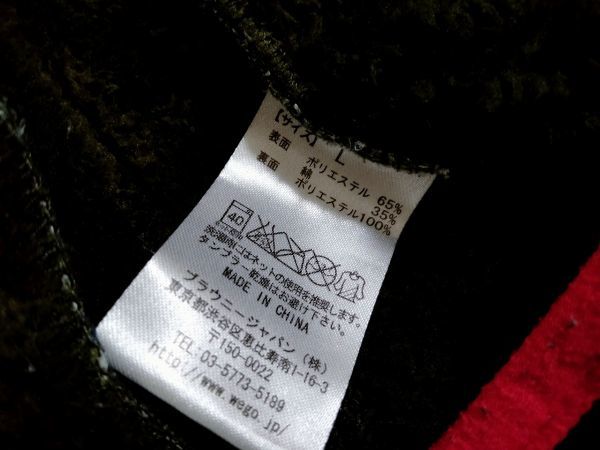 【サイズ】 L
表面 ポリエステル 65%
綿 35%
裏面 ポリエステル100%
40
洗濯時にはネットの使用を推奨します。
タンブラー乾燥はお避け下さい。
MADE IN CHINA
ブラウニージャパン (株)
東京都渋谷区恵比寿南1-16-3
〒150-0022
TEL: 03-5773-5189
http://www.wego.jp/